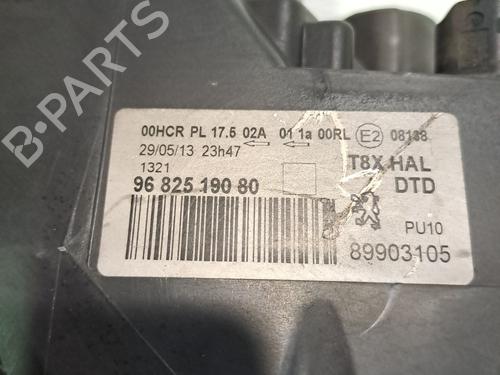 00HCR PL 17.5 02A 01 1a 00RL E2 08138
29/05/13 23h47
1321
T8X HAL
96 825 190 80
DTD
PU10
89903105
B-PARTS